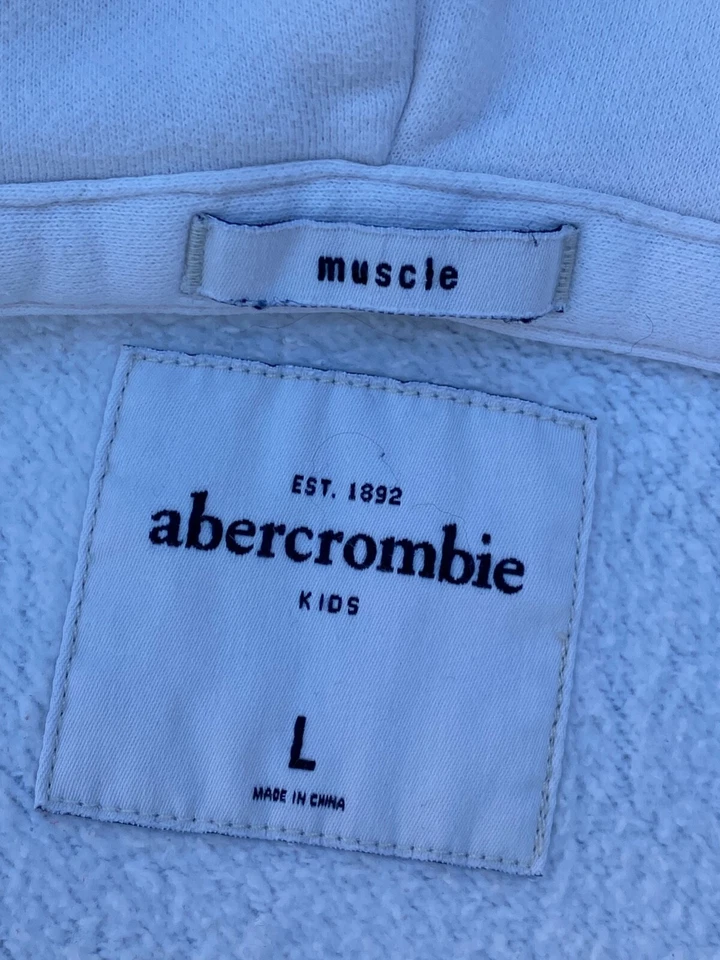 muscle
EST. 1892
abercrombie
KIDS
L
MADE IN CHINA